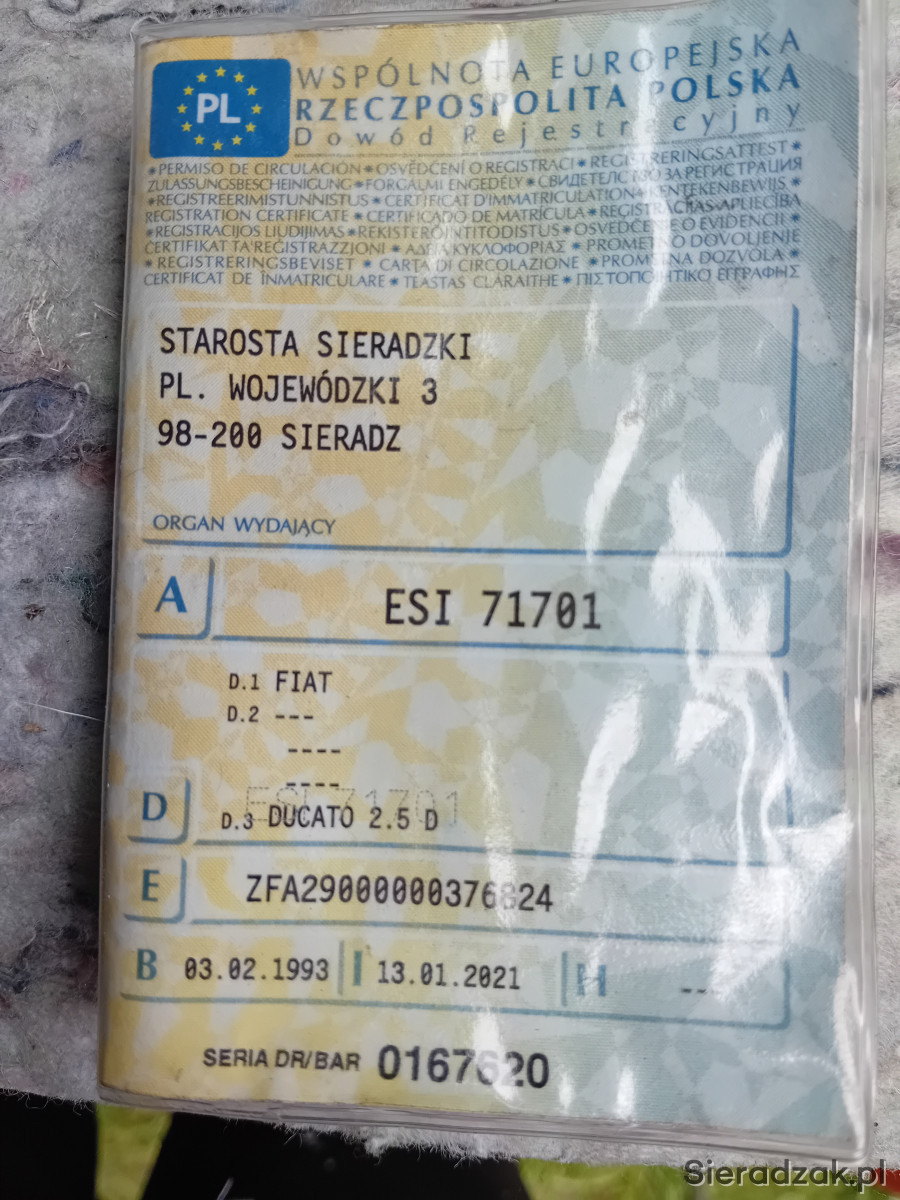 PL
WSPÓLNOTA EUROPEJSKA
RZECZPOSPOLITA POLSKA
Dowód Rejestracyjny
• PERMISO DE CIRCULACIÓN • OSVĚDČENÍ O REGISTRACI • REGISTRERINGSATTEST •
ZULASSUNGSBESCHEINIGUNG • FORGALMI ENGEDÉLY • СВИДЕТЕЛСТВО ЗА РЕГИСТРАЦИЯ
• REGISTREERIMISTUNNISTUS • CERTIFICAT D'IMMATRICULATION • KENTEKENBEWIJS •
REGISTRATION CERTIFICATE • CERTIFICADO DE MATRÍCULA • REGISTRĀCIJAS APLIECĪBA
• REGISTRACIJOS LIUDIJIMAS • REKISTERÖINTITODISTUS • OSVEDČENIE O EVIDENCII •
ĊERTIFIKAT TA'REĠISTRAZZJONI • ΑΔΕΙΑ ΚΥΚΛΟΦΟΡΙΑΣ • PROMETNO DOVOLJENJE
• REGISTRERINGSBEVISET • CARTA DI CIRCOLAZIONE • PROMETNA DOZVOLA •
CERTIFICAT DE ÎNMATRICULARE • TEASTAS CLÁRAITHE • ΠΙΣΤΟΠΟΙΗΤΙΚΟ ΕΓΓΡΑΦΗΣ
STAROSTA SIERADZKI
PL. WOJEWÓDZKI 3
98-200 SIERADZ
ORGAN WYDAJĄCY
A ESI 71701
D.1 FIAT
D.2 ---
----
----
ESI 71701
D D.3 DUCATO 2.5 D
E ZFA29000000376824
B 03.02.1993 I 13.01.2021 H ---
SERIA DR/BAR 0167620
Sieradzak.pl